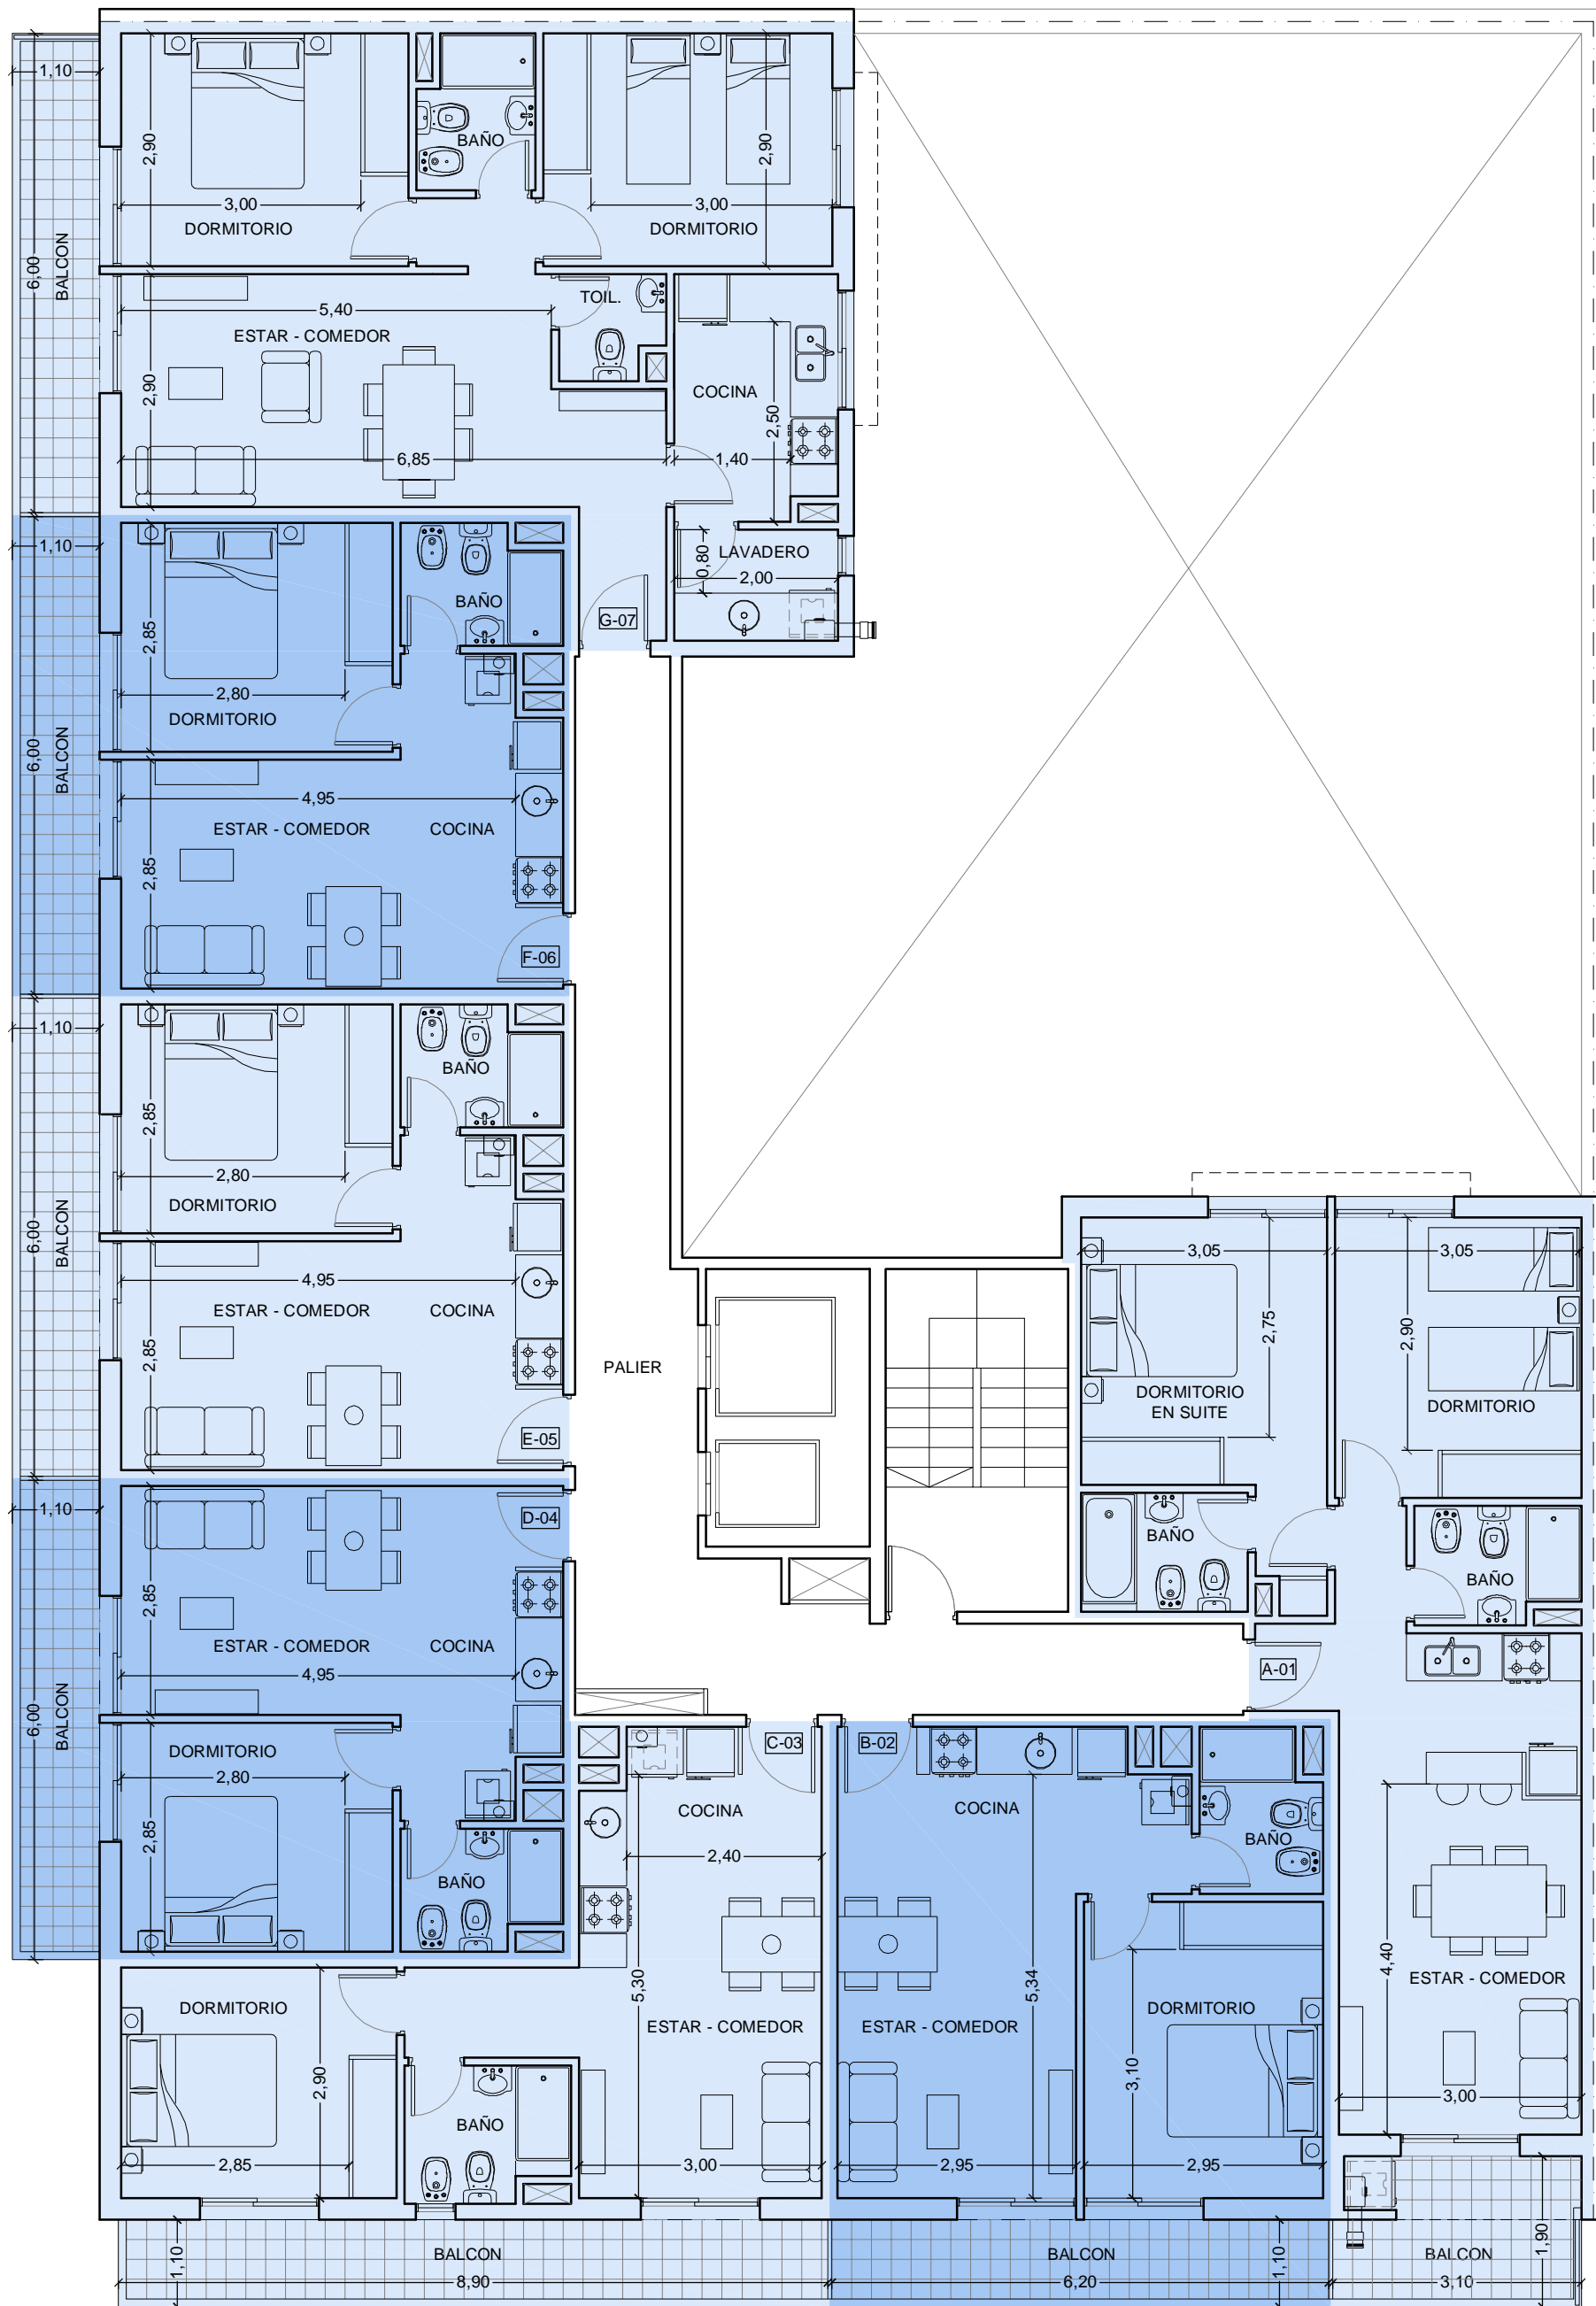 1,10
2,90
3,00
DORMITORIO
BAÑO
2,90
3,00
DORMITORIO
6,00
BALCON
5,40
ESTAR - COMEDOR
TOIL.
2,90
COCINA
2,50
6,85
1,40
1,10
0,80
LAVADERO
2,00
G-07
BAÑO
2,85
2,80
DORMITORIO
6,00
BALCON
4,95
ESTAR - COMEDOR
COCINA
2,85
F-06
1,10
BAÑO
2,85
2,80
DORMITORIO
6,00
BALCON
4,95
ESTAR - COMEDOR
COCINA
2,85
E-05
PALIER
3,05
3,05
2,75
2,90
DORMITORIO
EN SUITE
DORMITORIO
1,10
D-04
2,85
BAÑO
BAÑO
ESTAR - COMEDOR
COCINA
4,95
A-01
6,00
BALCON
DORMITORIO
2,80
2,85
BAÑO
C-03
B-02
COCINA
2,40
COCINA
BAÑO
5,30
5,34
4,40
ESTAR - COMEDOR
DORMITORIO
2,90
ESTAR - COMEDOR
ESTAR - COMEDOR
DORMITORIO
3,10
3,00
BAÑO
2,85
3,00
2,95
2,95
1,10
BALCON
8,90
BALCON
6,20
1,10
BALCON
3,10
1,90